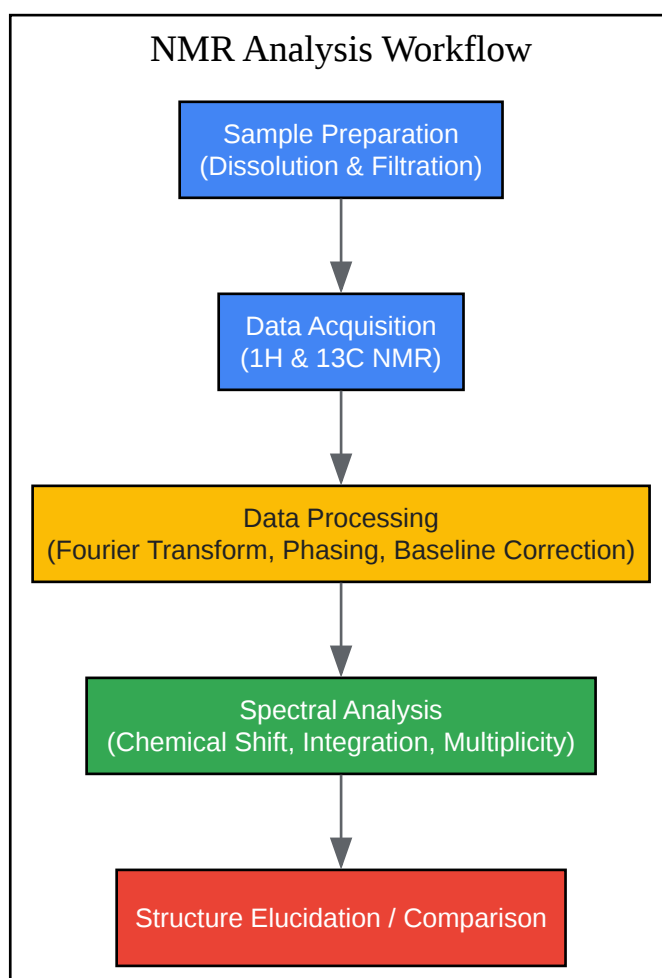 NMR Analysis Workflow
Sample Preparation
(Dissolution & Filtration)
Data Acquisition
(1H & 13C NMR)
Data Processing
(Fourier Transform, Phasing, Baseline Correction)
Spectral Analysis
(Chemical Shift, Integration, Multiplicity)
Structure Elucidation / Comparison